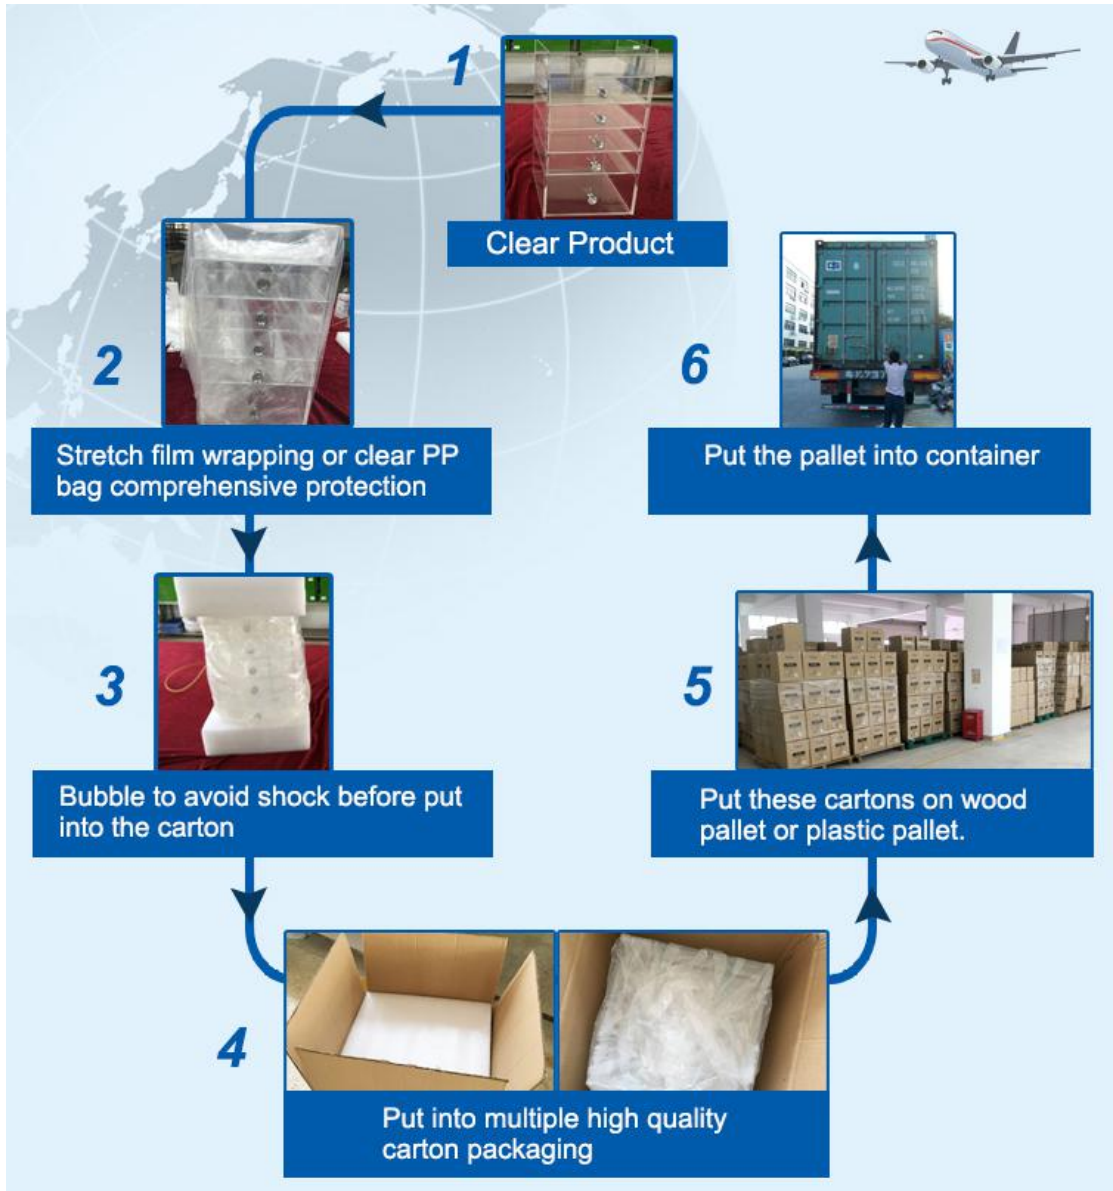 1
Clear Product
2
Stretch film wrapping or clear PP
bag comprehensive protection
3
Bubble to avoid shock before put
into the carton
4
Put into multiple high quality
carton packaging
5
Put these cartons on wood
pallet or plastic pallet.
6
Put the pallet into container